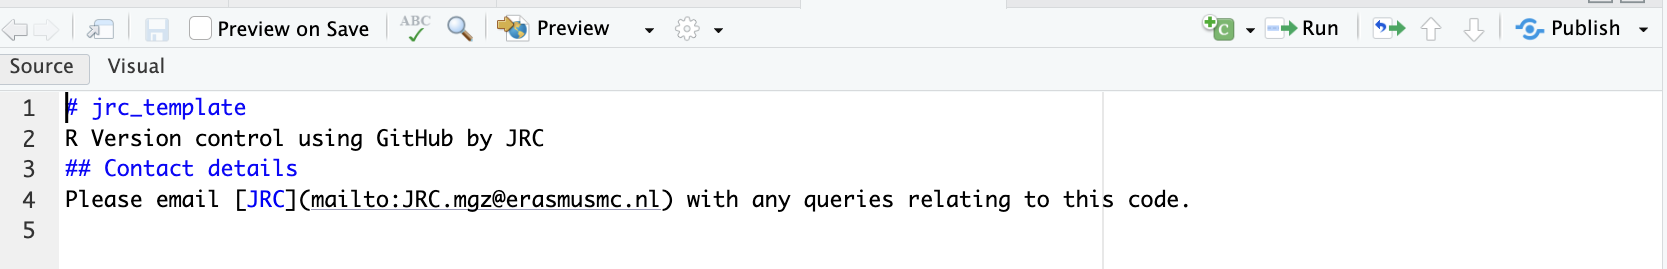 Preview on Save ABC Preview C Run Publish
Source Visual
1 # jrc_template
2 R Version control using GitHub by JRC
3 ## Contact details
4 Please email [JRC](mailto:JRC.mgz@erasmusmc.nl) with any queries relating to this code.
5